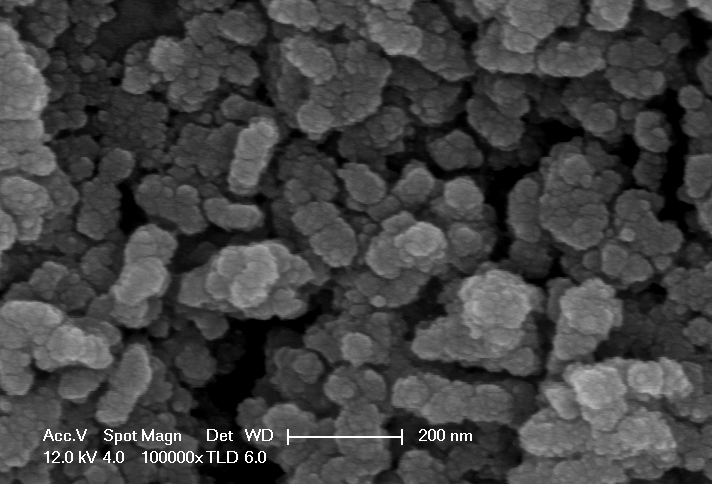 Acc.V Spot Magn Det WD 200 nm
12.0 kV 4.0 100000x TLD 6.0